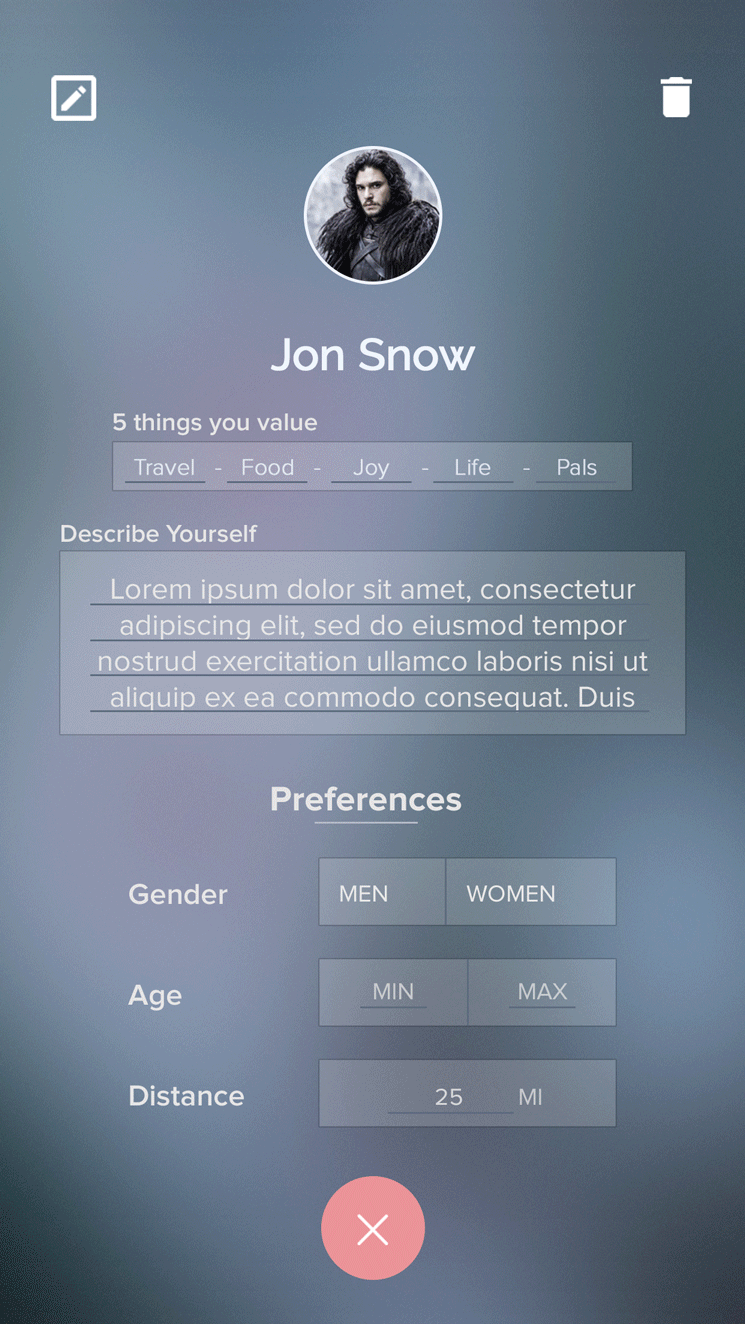 Jon Snow
5 things you value
Travel - Food - Joy - Life - Pals
Describe Yourself
Lorem ipsum dolor sit amet, consectetur
adipiscing elit, sed do eiusmod tempor
nostrud exercitation ullamco laboris nisi ut
aliquip ex ea commodo consequat. Duis
Preferences
Gender MEN WOMEN
Age MIN MAX
Distance 25 MI